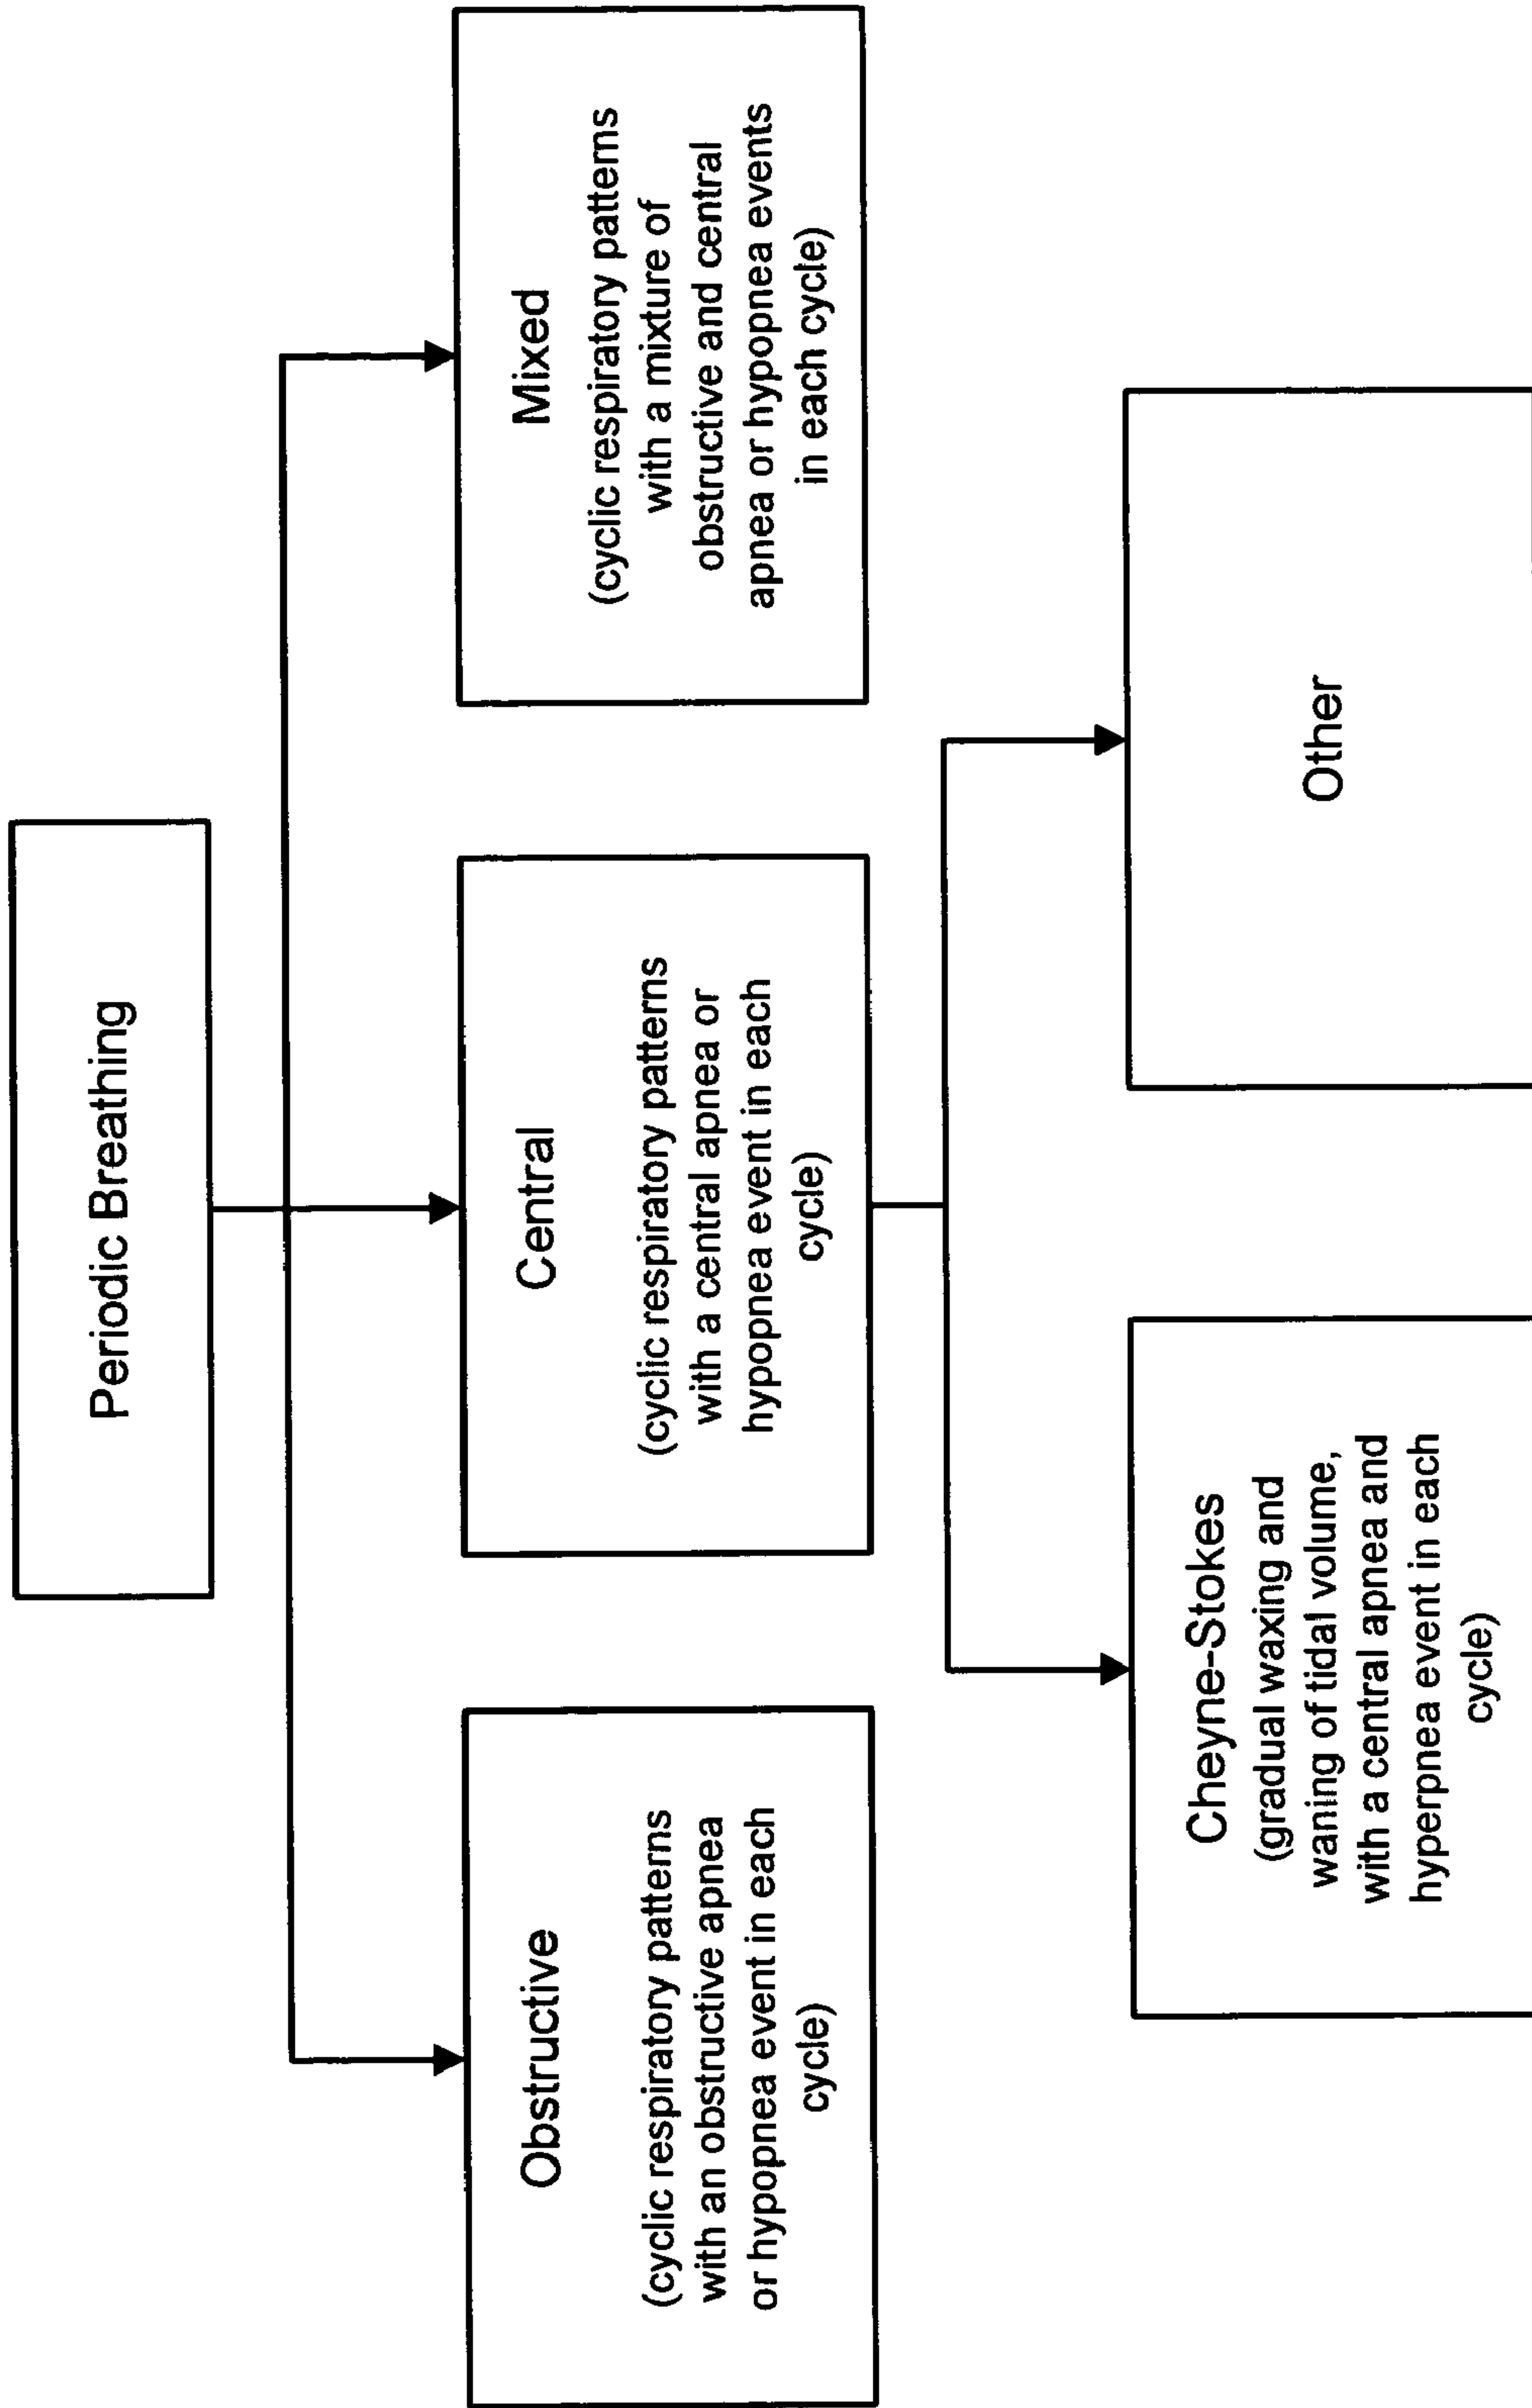 Periodic Breathing
Obstructive
(cyclic respiratory patterns
with an obstructive apnea
or hypopnea event in each
cycle)
Central
(cyclic respiratory patterns
with a central apnea or
hypopnea event in each
cycle)
Mixed
(cyclic respiratory patterns
with a mixture of
obstructive and central
apnea or hypopnea events
in each cycle)
Cheyne-Stokes
(gradual waxing and
waning of tidal volume,
with a central apnea and
hyperpnea event in each
cycle)
Other